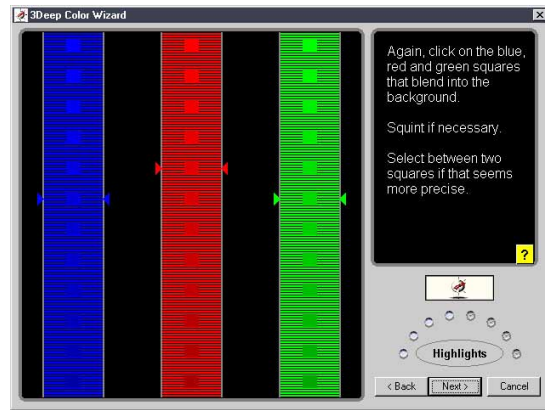 3Deep Color Wizard
Again, click on the blue,
red and green squares
that blend into the
background.
Squint if necessary.
Select between two
squares if that seems
more precise.
?
Highlights
< Back
Next >
Cancel